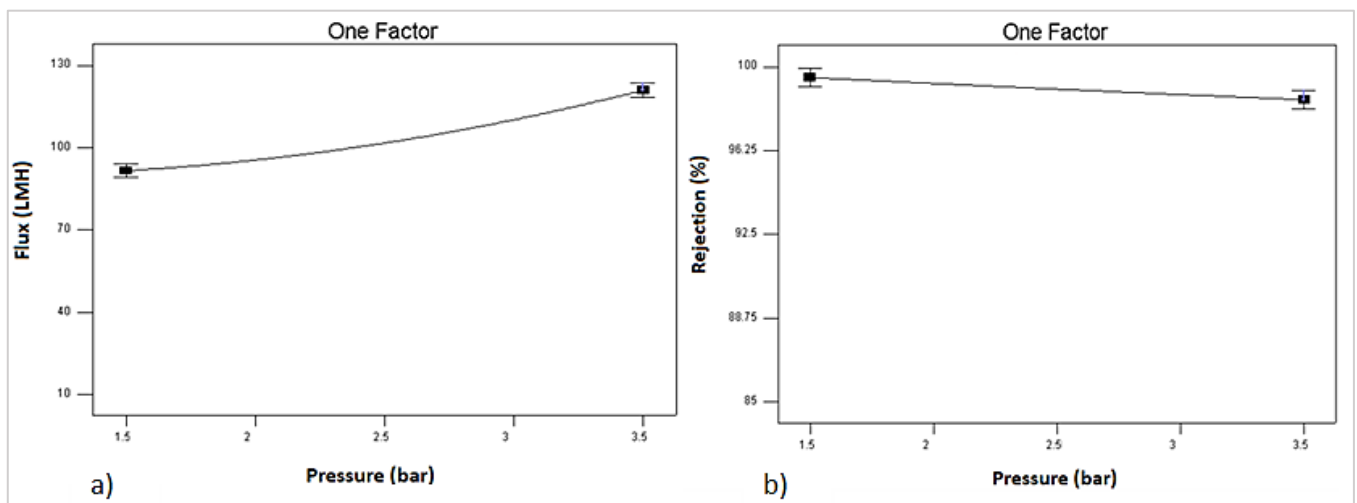 One Factor
130
100
70
40
10
Flux (LMH)
1.5
2
2.5
3
3.5
Pressure (bar)
a)
One Factor
100
96.25
92.5
88.75
85
Rejection (%)
1.5
2
2.5
3
3.5
Pressure (bar)
b)